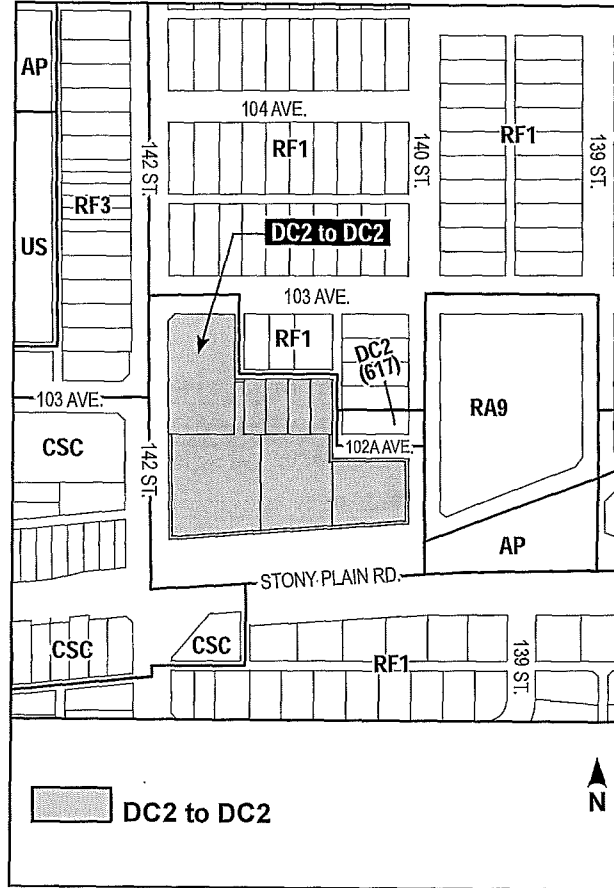 AP
104 AVE.
RF1
142 ST.
140 ST.
RF1
139 ST.
RF3
US
DC2 to DC2
103 AVE.
RF1
DC2
(617)
RA9
103 AVE.
CSC
142 ST.
102A AVE.
AP
STONY PLAIN RD.
CSC
CSC
RF1
139 ST.
DC2 to DC2
N